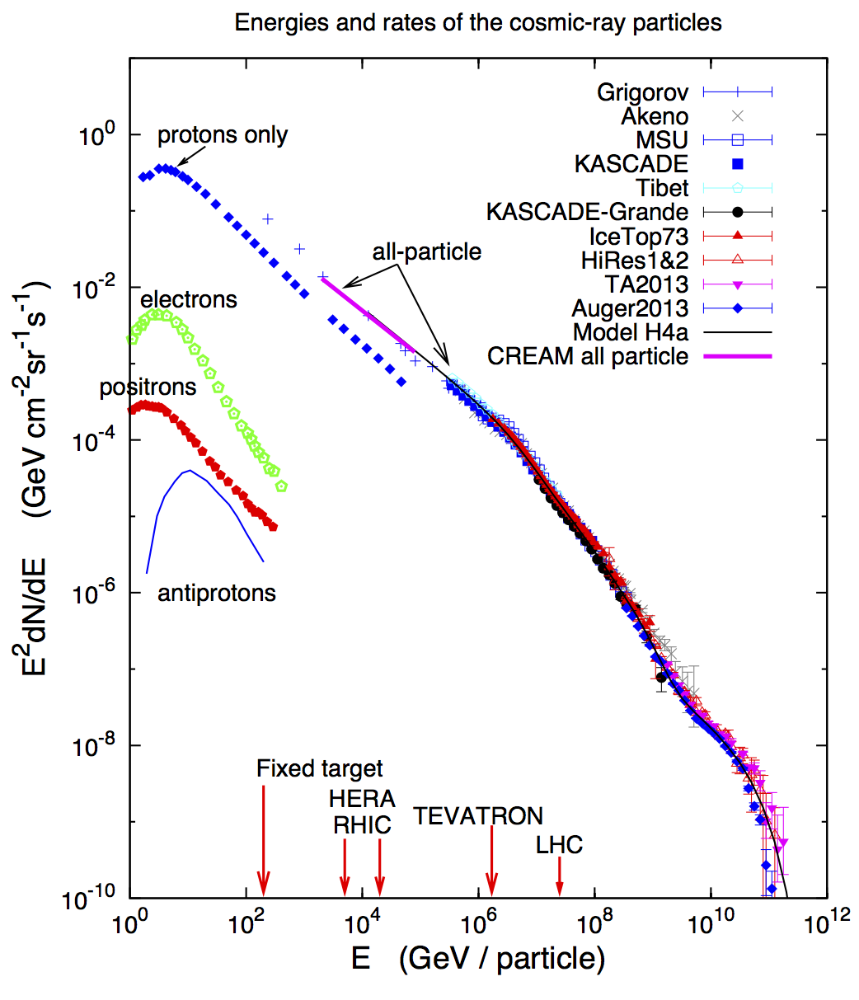 Energies and rates of the cosmic-ray particles
Grigorov
Akeno
MSU
KASCADE
Tibet
KASCADE-Grande
IceTop73
HiRes1&2
TA2013
Auger2013
Model H4a
CREAM all particle
protons only
all-particle
electrons
positrons
antiprotons
Fixed target
HERA
RHIC
TEVATRON
LHC
10^0
10^-2
10^-4
10^-6
10^-8
10^-10
E^2dN/dE (GeV cm^-2sr^-1s^-1)
10^0 10^2 10^4 10^6 10^8 10^10 10^12
E (GeV / particle)